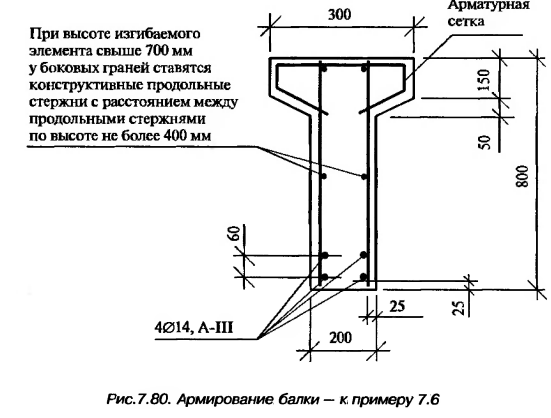 300
Арматурная
сетка
При высоте изгибаемого
элемента свыше 700 мм
у боковых граней ставятся
конструктивные продольные
стержни с расстоянием между
продольными стержнями
по высоте не более 400 мм
150
50
800
60
4Ø14, А-III
25
25
200
Рис.7.80. Армирование балки — к примеру 7.6